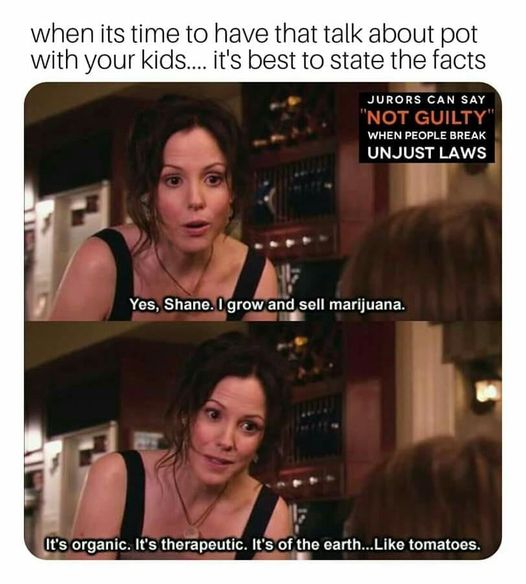 when its time to have that talk about pot
with your kids.... it's best to state the facts
JURORS CAN SAY
"NOT GUILTY"
WHEN PEOPLE BREAK
UNJUST LAWS
Yes, Shane. I grow and sell marijuana.
It's organic. It's therapeutic. It's of the earth...Like tomatoes.